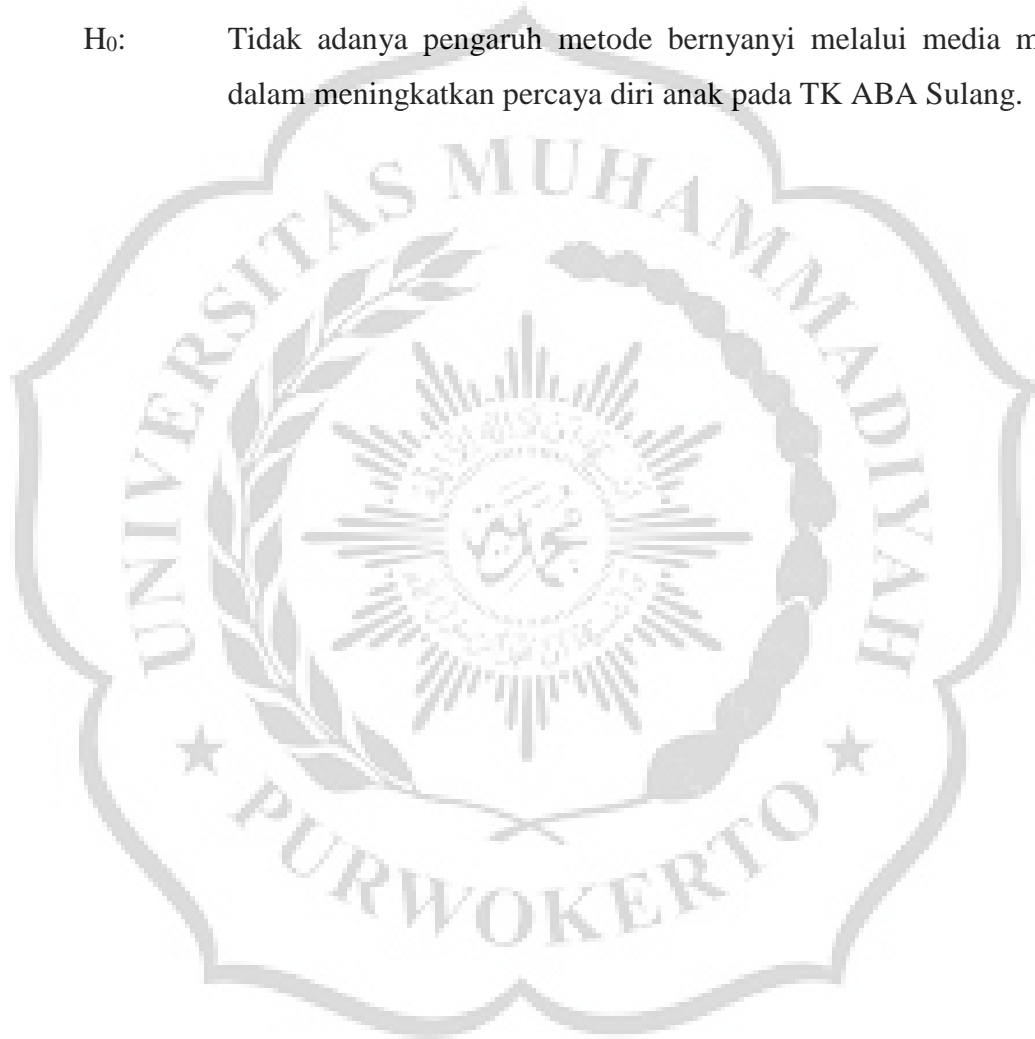 H₀: Tidak adanya pengaruh metode bernyanyi melalui media
dalam meningkatkan percaya diri anak pada TK ABA Sulang.
UNIVERSITAS MUHAMMADIYAH
PURWOKERTO